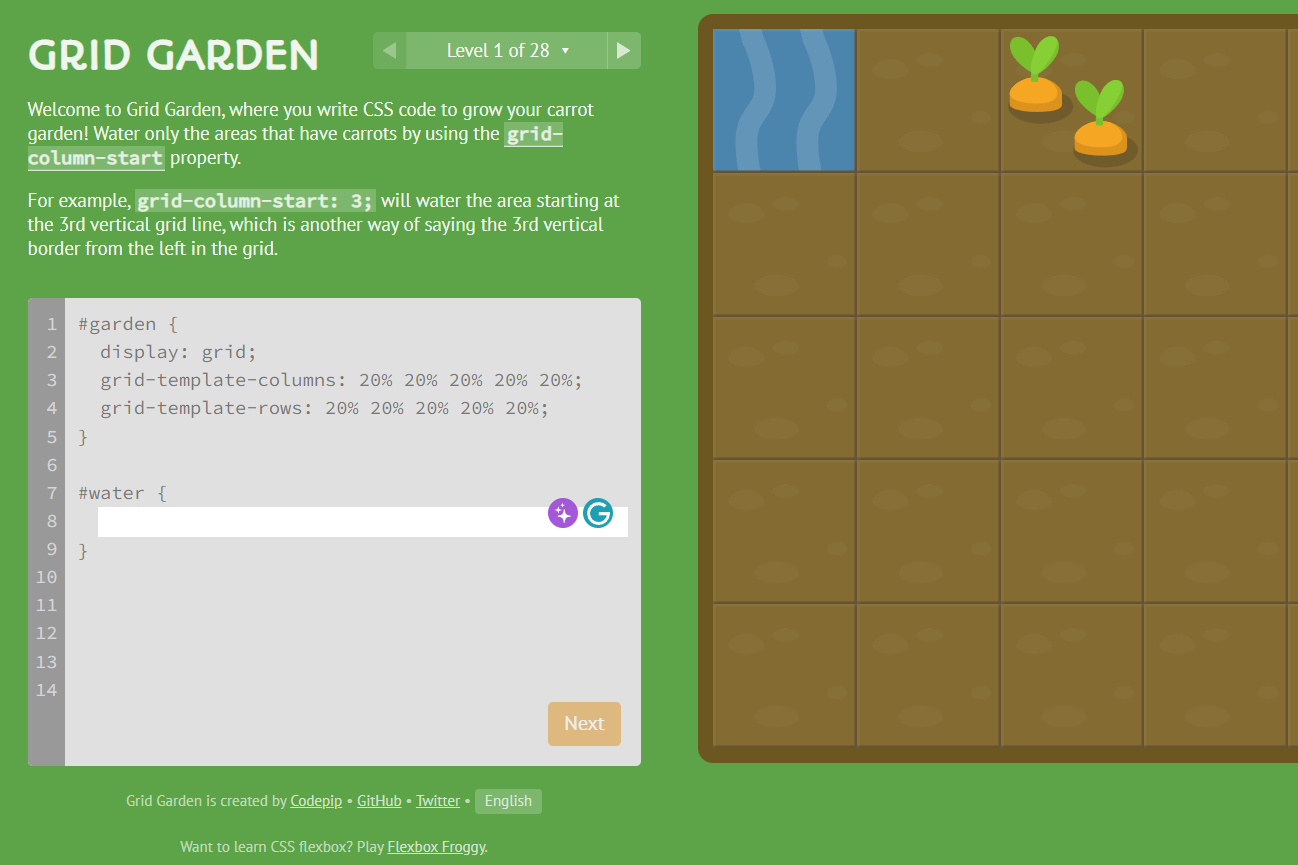 GRID GARDEN
◀ Level 1 of 28 ▼ ▶
Welcome to Grid Garden, where you write CSS code to grow your carrot
garden! Water only the areas that have carrots by using the grid-
column-start property.
For example, grid-column-start: 3; will water the area starting at
the 3rd vertical grid line, which is another way of saying the 3rd vertical
border from the left in the grid.
1 #garden {
2   display: grid;
3   grid-template-columns: 20% 20% 20% 20% 20%;
4   grid-template-rows: 20% 20% 20% 20% 20%;
5 }
6
7 #water {
8
9 }
10
11
12
13
14
Next
Grid Garden is created by Codepip • GitHub • Twitter • English
Want to learn CSS flexbox? Play Flexbox Froggy.